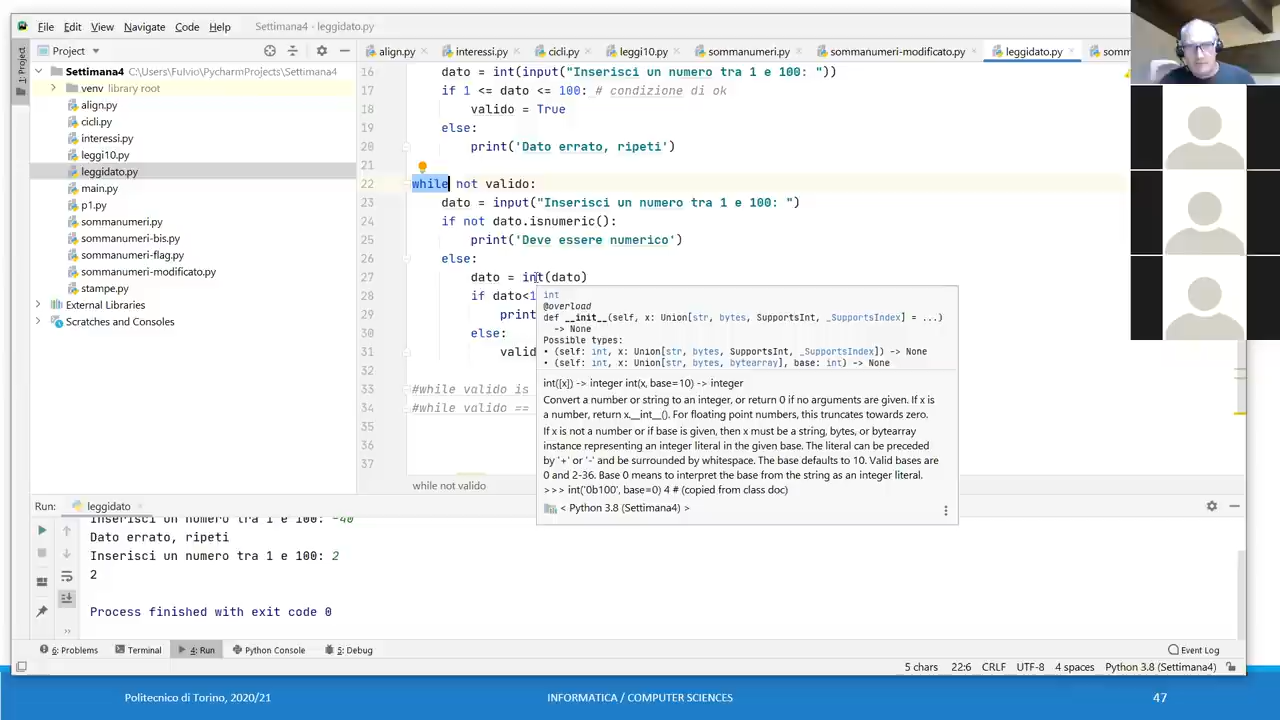 File Edit View Navigate Code Help Settimana4 - leggidato.py
Project
align.py interessi.py cicli.py leggi10.py sommanumeri.py sommanumeri-modificato.py leggidato.py somm
1: Project
Settimana4 C:\Users\Fulvio\PycharmProjects\Settimana4
venv library root
align.py
cicli.py
interessi.py
leggi10.py
leggidato.py
main.py
p1.py
sommanumeri.py
sommanumeri-bis.py
sommanumeri-flag.py
sommanumeri-modificato.py
stampe.py
External Libraries
Scratches and Consoles
16 dato = int(input("Inserisci un numero tra 1 e 100: "))
17 if 1 <= dato <= 100: # condizione di ok
18 valido = True
19 else:
20 print('Dato errato, ripeti')
21
22 while not valido:
23 dato = input("Inserisci un numero tra 1 e 100: ")
24 if not dato.isnumeric():
25 print('Deve essere numerico')
26 else:
27 dato = int(dato)
28 if dato<1
29 print
30 else:
31 valid
32
33 #while valido is
34 #while valido ==
35
36
37
int
@overload
def __init__(self, x: Union[str, bytes, SupportsInt, _SupportsIndex] = ...)
-> None
Possible types:
• (self: int, x: Union[str, bytes, SupportsInt, _SupportsIndex]) -> None
• (self: int, x: Union[str, bytes, bytearray], base: int) -> None
int([x]) -> integer int(x, base=10) -> integer
Convert a number or string to an integer, or return 0 if no arguments are given. If x is
a number, return x.__int__(). For floating point numbers, this truncates towards zero.
If x is not a number or if base is given, then x must be a string, bytes, or bytearray
instance representing an integer literal in the given base. The literal can be preceded
by '+' or '-' and be surrounded by whitespace. The base defaults to 10. Valid bases are
0 and 2-36. Base 0 means to interpret the base from the string as an integer literal.
>>> int('0b100', base=0) 4 # (copied from class doc)
< Python 3.8 (Settimana4) >
while not valido
Run: leggidato
Inserisci un numero tra 1 e 100: -40
Dato errato, ripeti
Inserisci un numero tra 1 e 100: 2
2
Process finished with exit code 0
6: Problems Terminal 4: Run Python Console 5: Debug Event Log
5 chars 22:6 CRLF UTF-8 4 spaces Python 3.8 (Settimana4)
Politecnico di Torino, 2020/21 INFORMATICA / COMPUTER SCIENCES 47